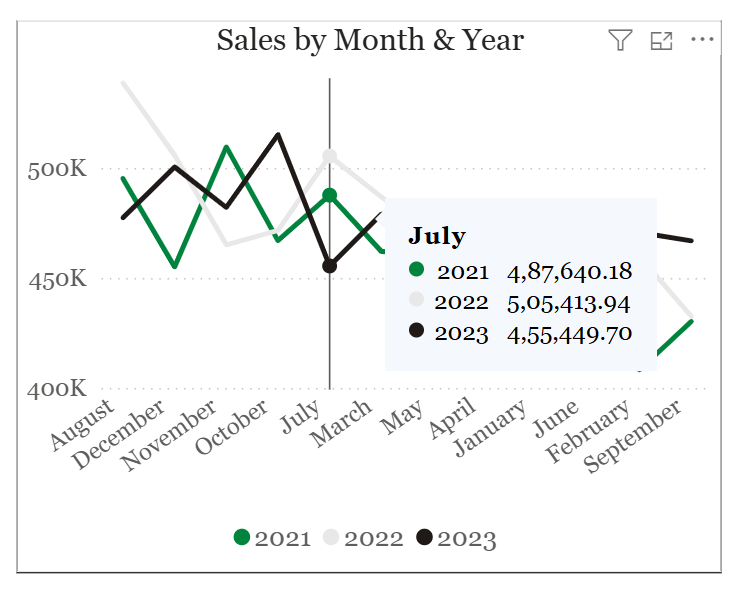 Sales by Month & Year
500K
450K
400K
July
2021 4,87,640.18
2022 5,05,413.94
2023 4,55,449.70
August
December
November
October
July
March
May
April
January
June
February
September
2021 2022 2023